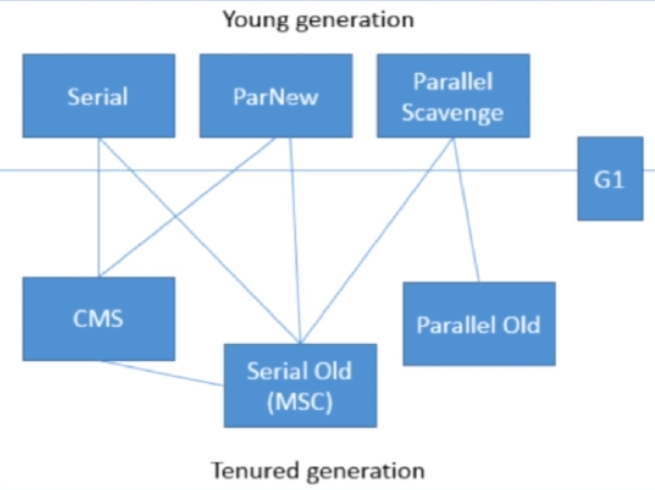 Young generation
Serial
ParNew
Parallel
Scavenge
G1
CMS
Parallel Old
Serial Old
(MSC)
Tenured generation